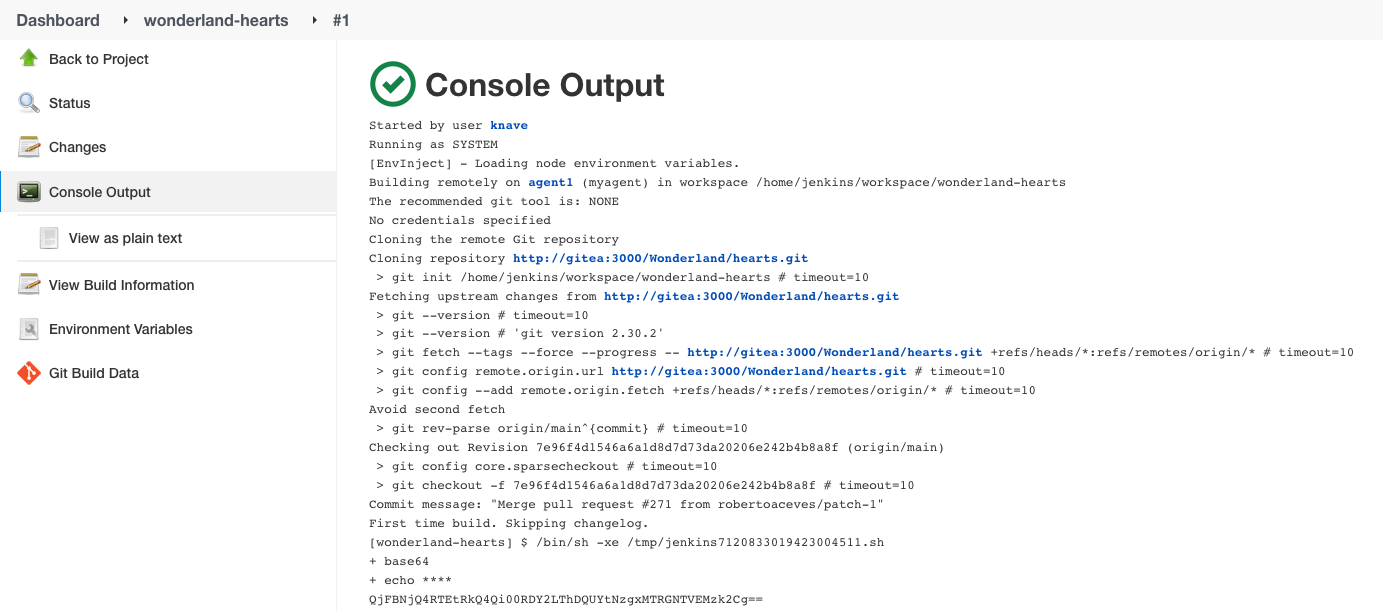 Dashboard wonderland-hearts #1
Back to Project
Status
Changes
Console Output
View as plain text
View Build Information
Environment Variables
Git Build Data
Console Output
Started by user knave
Running as SYSTEM
[EnvInject] - Loading node environment variables.
Building remotely on agent1 (myagent) in workspace /home/jenkins/workspace/wonderland-hearts
The recommended git tool is: NONE
No credentials specified
Cloning the remote Git repository
Cloning repository http://gitea:3000/Wonderland/hearts.git
 > git init /home/jenkins/workspace/wonderland-hearts # timeout=10
Fetching upstream changes from http://gitea:3000/Wonderland/hearts.git
 > git --version # timeout=10
 > git --version # 'git version 2.30.2'
 > git fetch --tags --force --progress -- http://gitea:3000/Wonderland/hearts.git +refs/heads/*:refs/remotes/origin/* # timeout=10
 > git config remote.origin.url http://gitea:3000/Wonderland/hearts.git # timeout=10
 > git config --add remote.origin.fetch +refs/heads/*:refs/remotes/origin/* # timeout=10
Avoid second fetch
 > git rev-parse origin/main^{commit} # timeout=10
Checking out Revision 7e96f4d1546a6a1d8d7d73da20206e242b4b8a8f (origin/main)
 > git config core.sparsecheckout # timeout=10
 > git checkout -f 7e96f4d1546a6a1d8d7d73da20206e242b4b8a8f # timeout=10
Commit message: "Merge pull request #271 from robertoaceves/patch-1"
First time build. Skipping changelog.
[wonderland-hearts] $ /bin/sh -xe /tmp/jenkins7120833019423004511.sh
+ base64
+ echo ****
QjFBNjQ4RTEtRkQ4Qi00RDY2LThDQUYtNzgxMTRGNTVEMzk2Cg==